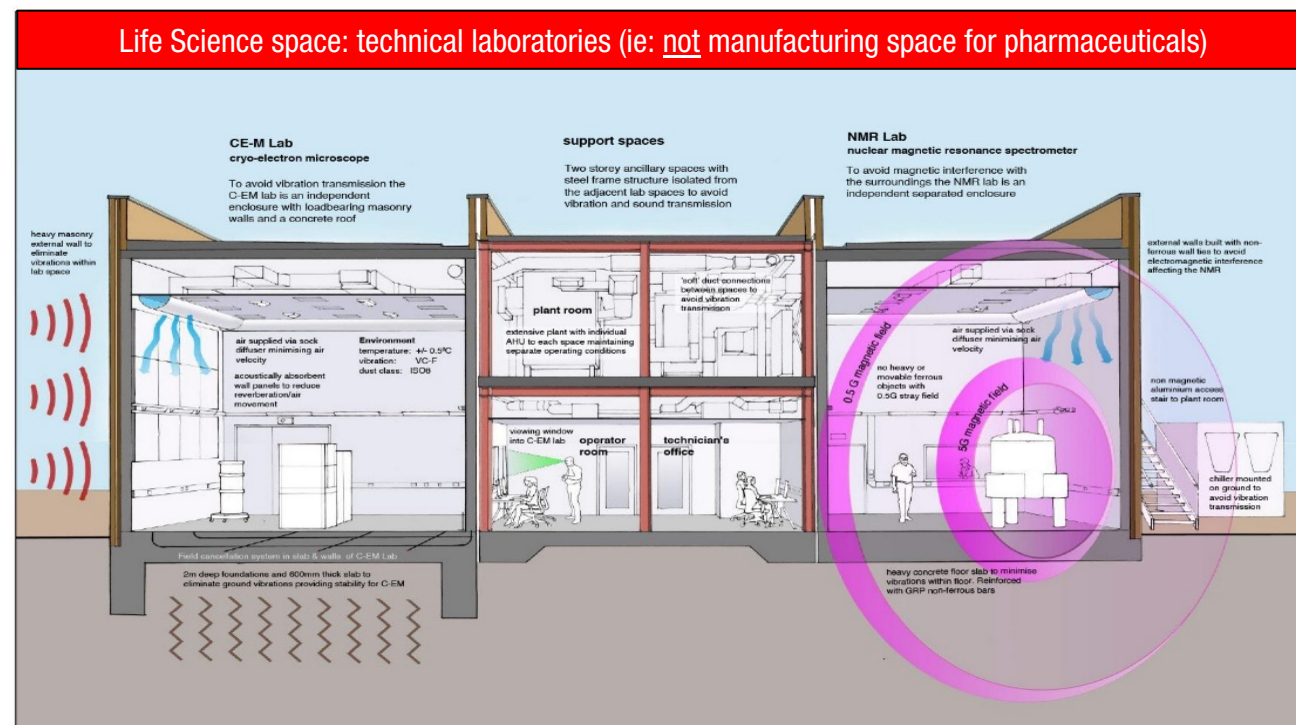 Life Science space: technical laboratories (ie: not manufacturing space for pharmaceuticals)
CE-M Lab
cryo-electron microscope
To avoid vibration transmission the
C-EM lab is an independent
enclosure with loadbearing masonry
walls and a concrete roof
support spaces
Two storey ancillary spaces with
steel frame structure isolated from
the adjacent lab spaces to avoid
vibration and sound transmission
NMR Lab
nuclear magnetic resonance spectrometer
To avoid magnetic interference with
the surroundings the NMR lab is an
independent separated enclosure
heavy masonry
external wall to
eliminate
vibrations within
lab space
external walls built with non-
ferrous wall ties to avoid
electromagnetic interference
affecting the NMR
air supplied via sock
diffuser minimising air
velocity
acoustically absorbent
wall panels to reduce
reverberation/air
movement
Environment
temperature: +/- 0.5ºC
vibration: VC-F
dust class: ISO8
plant room
extensive plant with individual
AHU to each space maintaining
separate operating conditions
'soft' duct connections
between spaces to
avoid vibration
transmisson
0.5 G magnetic field
no heavy or
movable ferrous
objects with
0.5G stray field
5G magnetic field
air supplied via sock
diffuser minimising air
velocity
non magnetic
aluminium access
stair to plant room
viewing window
into C-EM lab
operator
room
technician's
office
chiller mounted
on ground to
avoid vibration
transmission
Field cancellation system in slab & walls of C-EM Lab
2m deep foundations and 600mm thick slab to
eliminate ground vibrations providing stability for C-EM
heavy concrete floor slab to minimise
vibrations within floor. Reinforced
with GRP non-ferrous bars